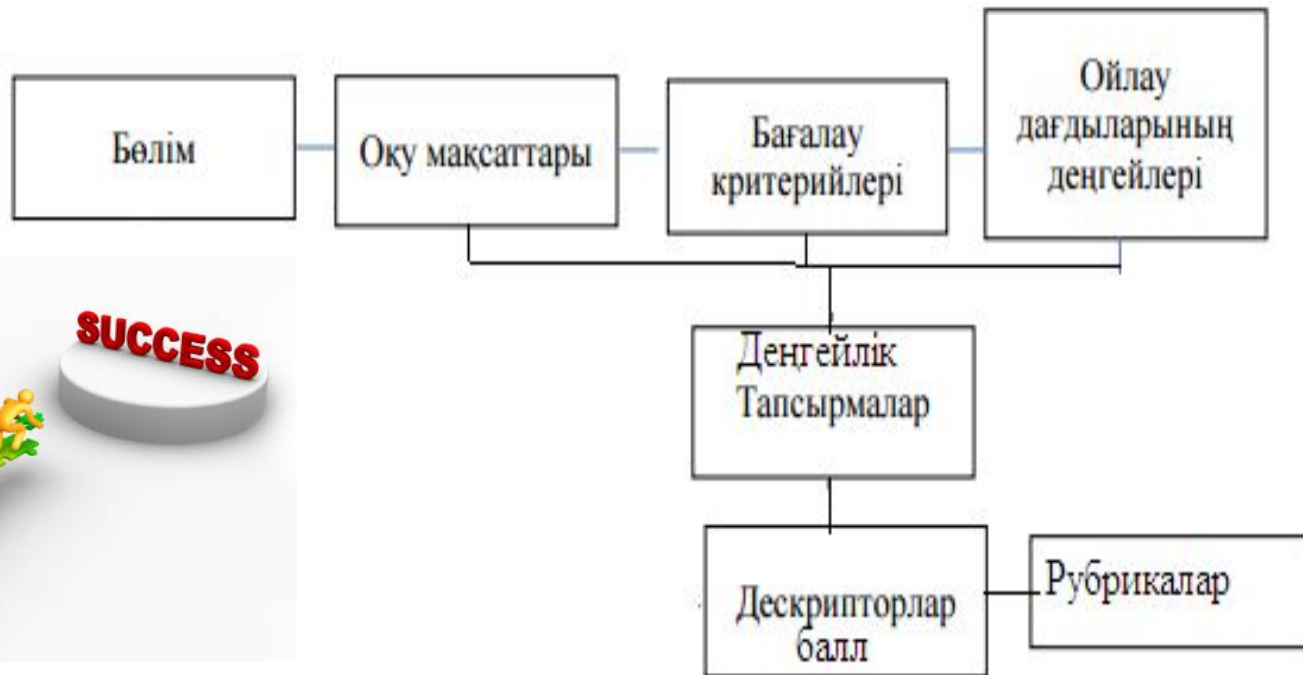 Бөлім
Оқу мақсаттары
Бағалау
критерийлері
Ойлау
дағдыларының
деңгейлері
SUCCESS
Деңгейлік
Тапсырмалар
Дескрипторлар
балл
Рубрикалар